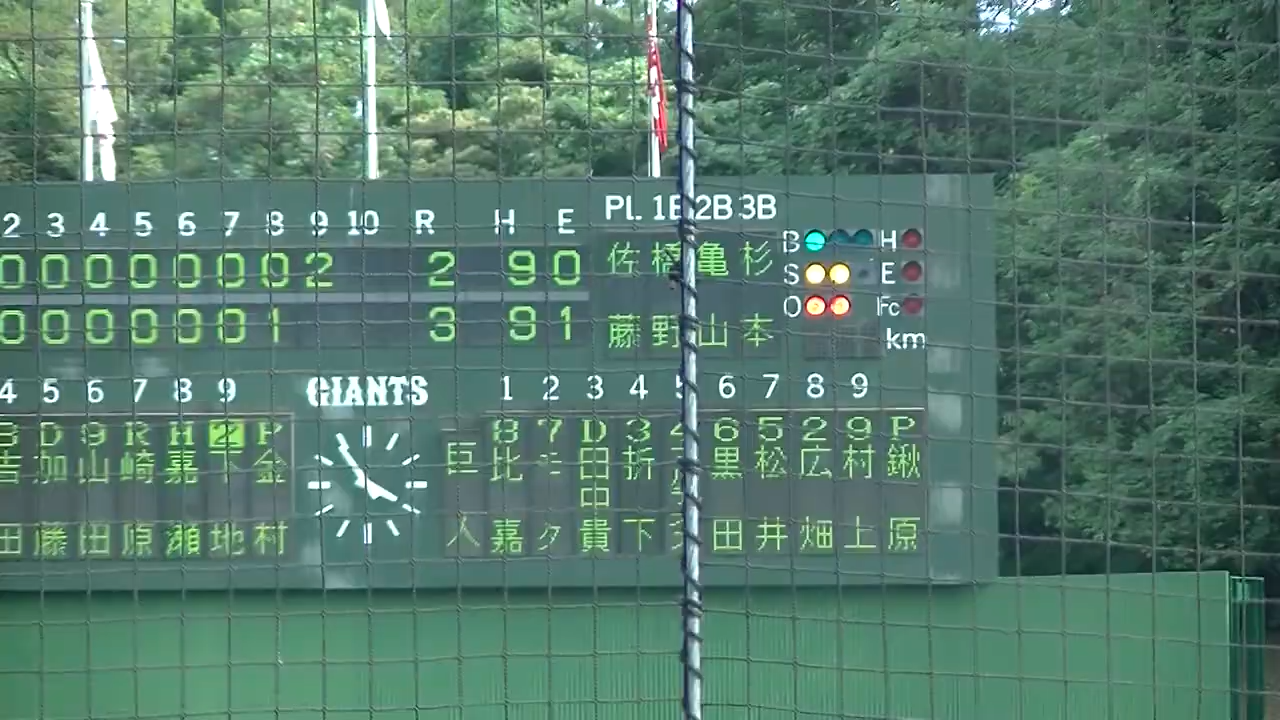 2 3 4 5 6 7 8 9 10 R H E PL 1B 2B 3B
0 0 0 0 0 0 0 2 2 9 0 佐 橋 亀 杉 B H
S E
0 0 0 0 0 0 1 3 9 1 藤 野 山 本 O Fc
km
4 5 6 7 8 9 GIANTS 1 2 3 4 5 6 7 8 9
3 D 9 R H 2 P 8 7 D 3 4 6 5 2 9 P
吉田 加藤 山田 崎原 嘉瀬 下地 金村 巨人 比嘉 モタ 田中貴 折下 黒田 松井 広畑 村上 鍬原